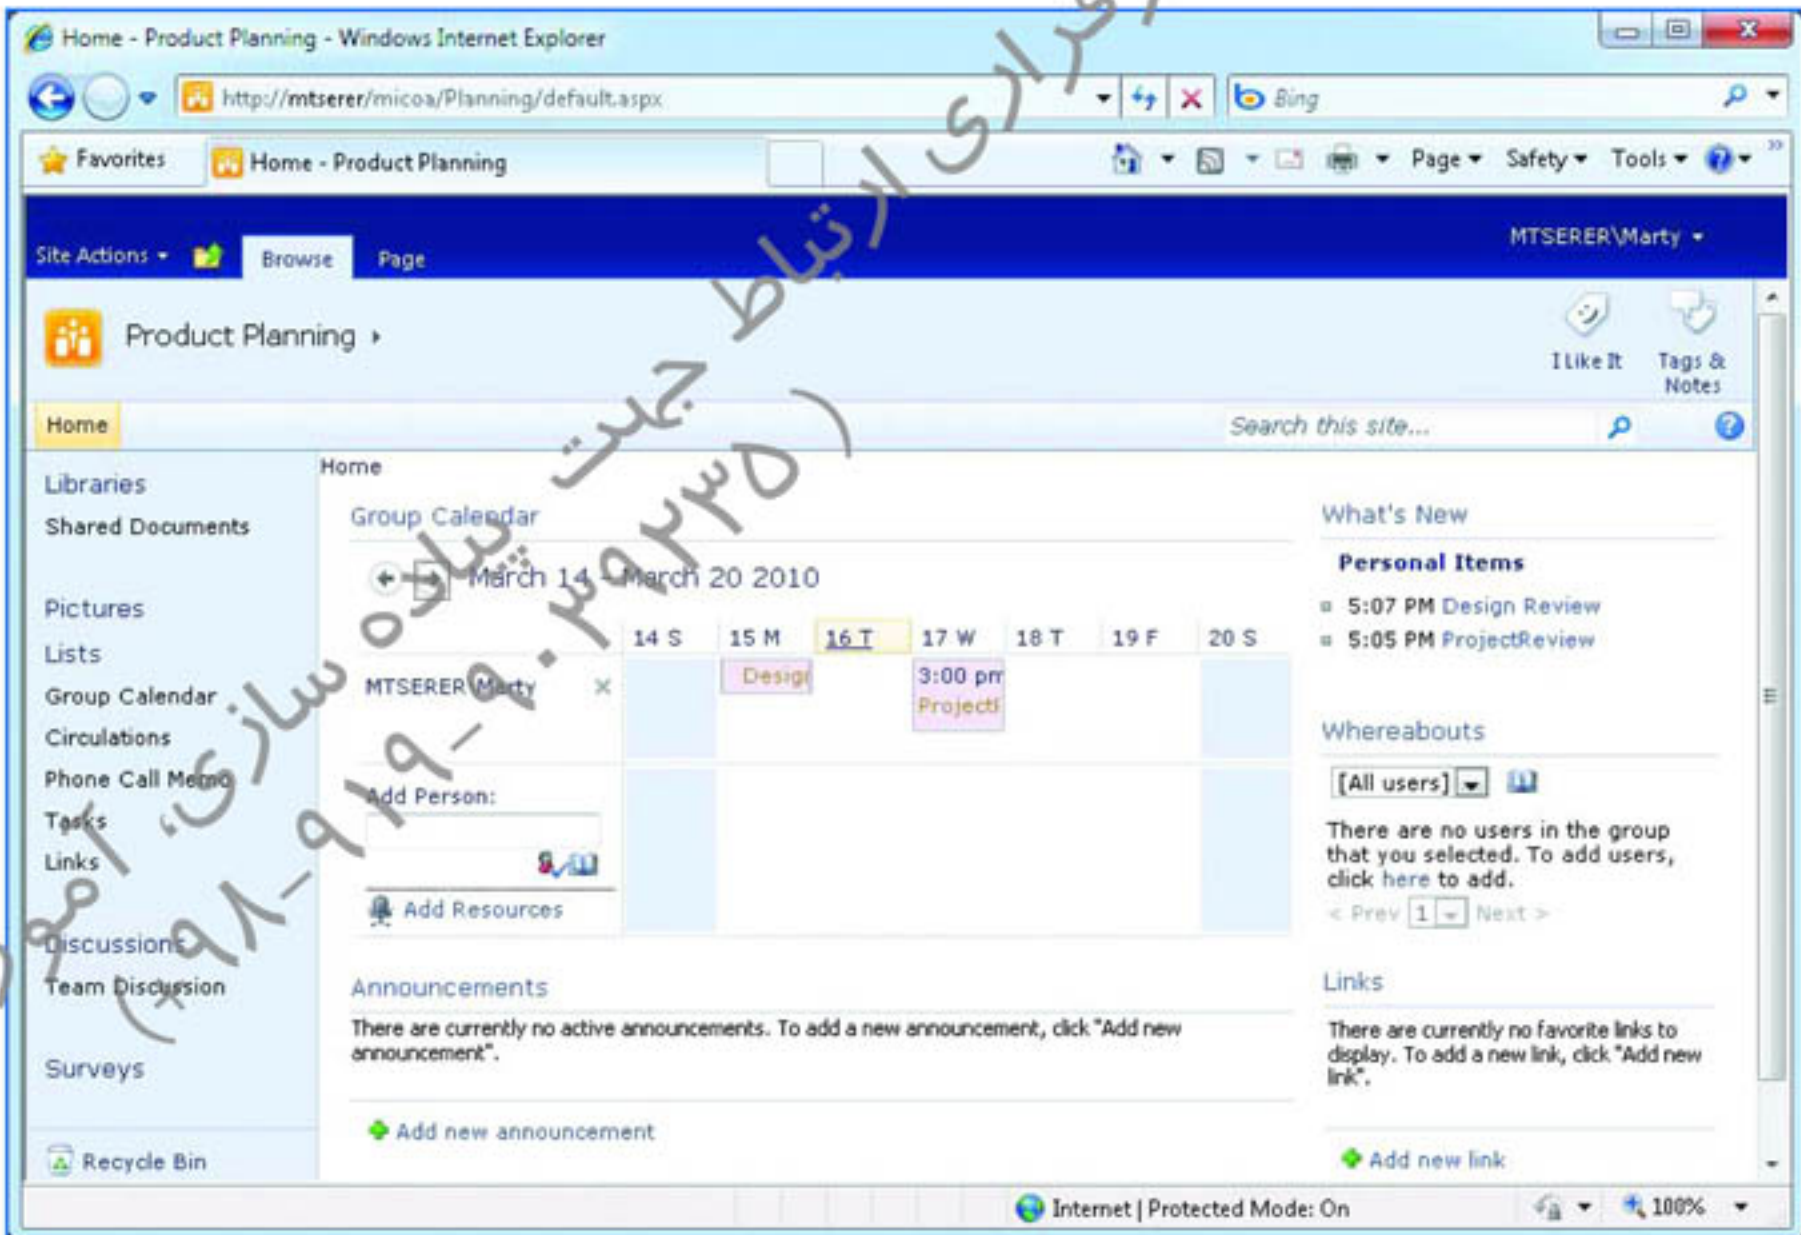 Home - Product Planning - Windows Internet Explorer
http://mtserer/micoa/Planning/default.aspx
Bing
Favorites
Home - Product Planning
Page
Safety
Tools
Site Actions
Browse
Page
MTSERER\Marty
Product Planning
I Like It
Tags &
Notes
Home
Search this site...
Libraries
Shared Documents
Pictures
Lists
Group Calendar
Circulations
Phone Call Memo
Tasks
Links
Discussions
Team Discussion
Surveys
Recycle Bin
Home
Group Calendar
March 14 - March 20 2010
14 S 15 M 16 T 17 W 18 T 19 F 20 S
MTSERER\Marty
Desig
3:00 pm
Project
Add Person:
Add Resources
Announcements
There are currently no active announcements. To add a new announcement, click "Add new
announcement".
Add new announcement
What's New
Personal Items
5:07 PM Design Review
5:05 PM ProjectReview
Whereabouts
[All users]
There are no users in the group
that you selected. To add users,
click here to add.
< Prev 1 Next >
Links
There are currently no favorite links to
display. To add a new link, click "Add new
link".
Add new link
Internet | Protected Mode: On
100%
ارتباط جهت پیاده سازی،
(+۹۸-۹۱۹-۹۰۳۹۲۳۵)